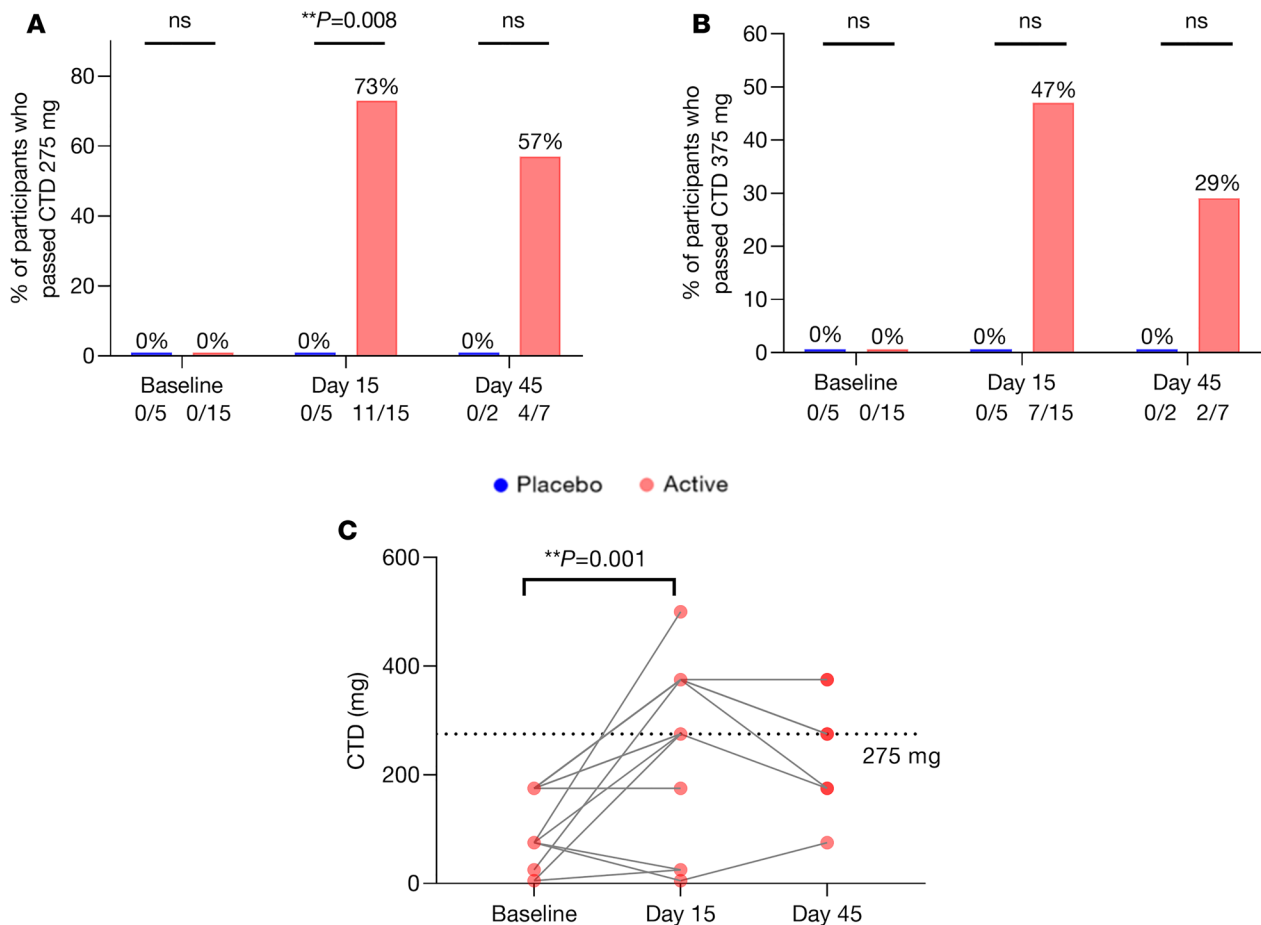 A
ns
**P=0.008
ns
% of participants who
passed CTD 275 mg
80
60
40
20
0
0%
0%
0%
73%
0%
57%
Baseline
Day 15
Day 45
0/5 0/15
0/5 11/15
0/2 4/7
B
ns
ns
ns
% of participants who
passed CTD 375 mg
60
50
40
30
20
10
0
0%
0%
0%
47%
0%
29%
Baseline
Day 15
Day 45
0/5 0/15
0/5 7/15
0/2 2/7
Placebo
Active
C
**P=0.001
CTD (mg)
600
400
200
0
275 mg
Baseline
Day 15
Day 45